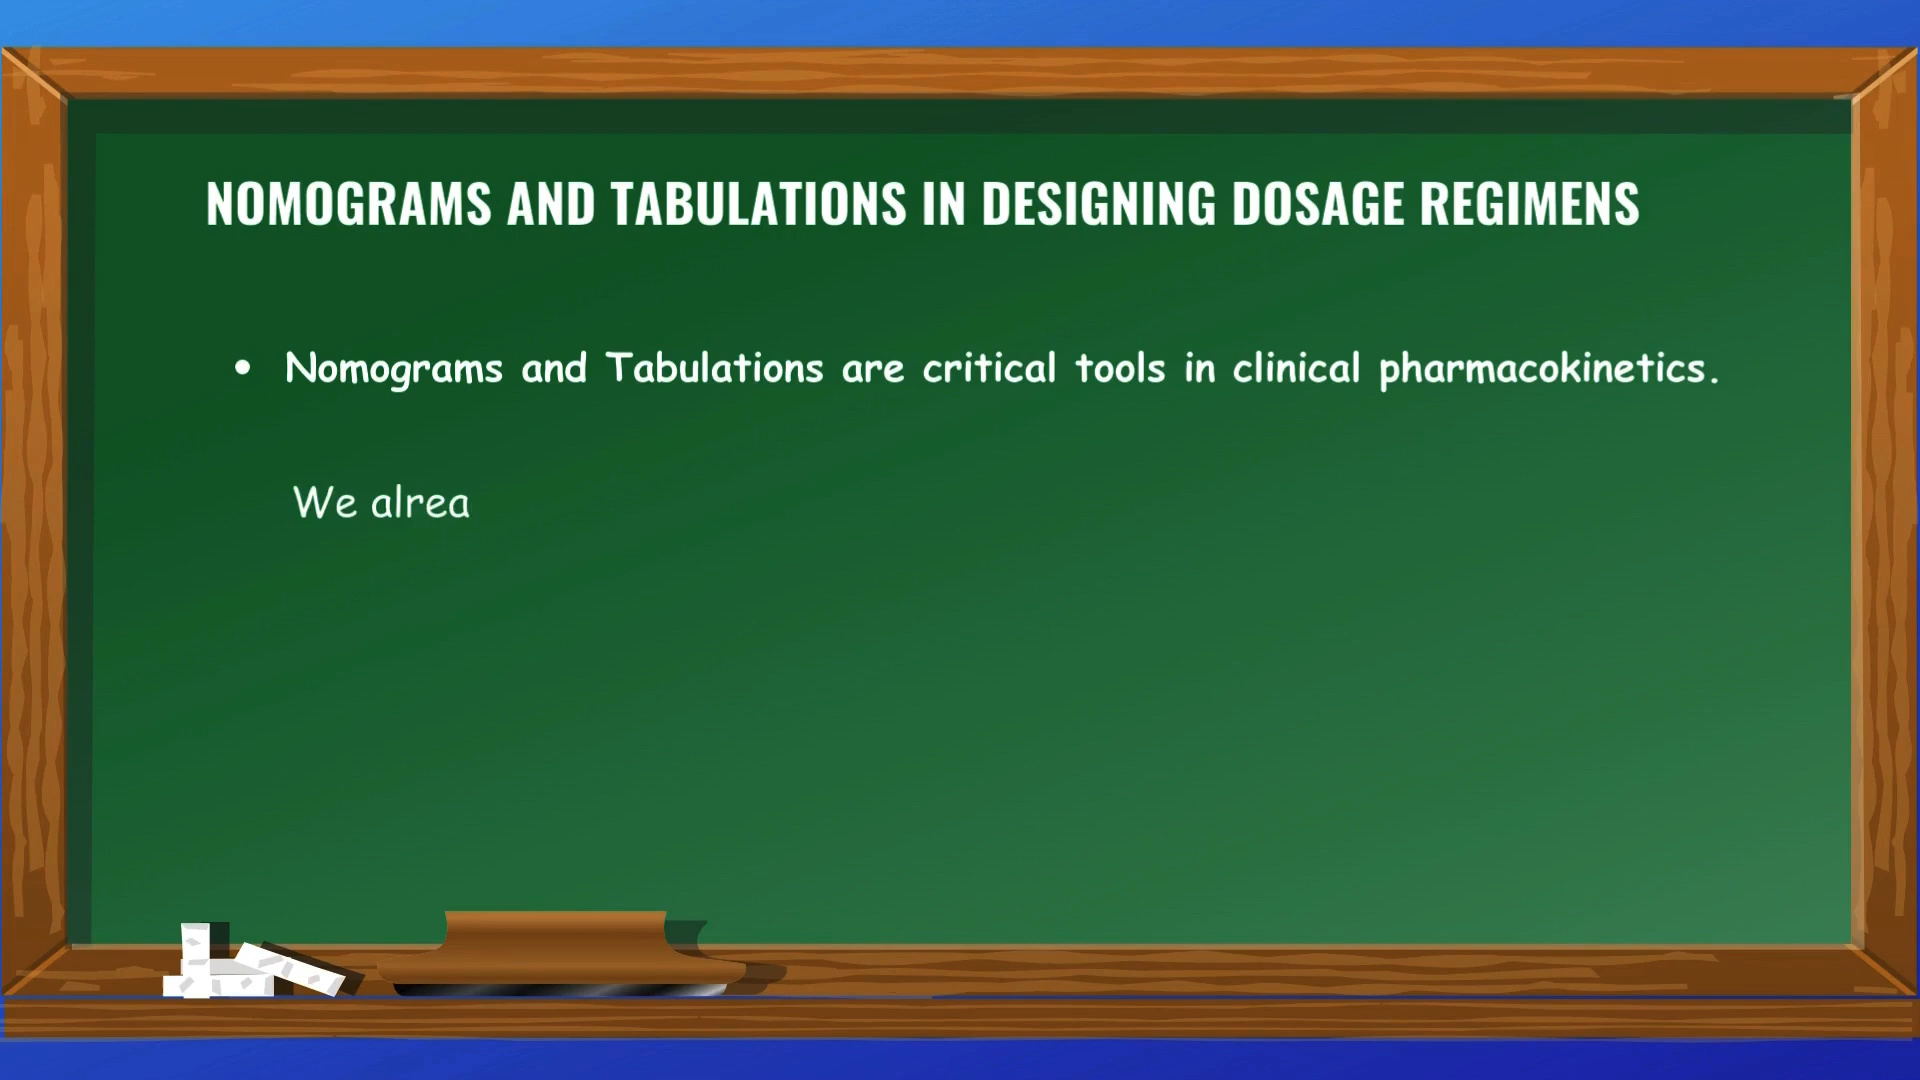 NOMOGRAMS AND TABULATIONS IN DESIGNING DOSAGE REGIMENS
• Nomograms and Tabulations are critical tools in clinical pharmacokinetics.
We alrea